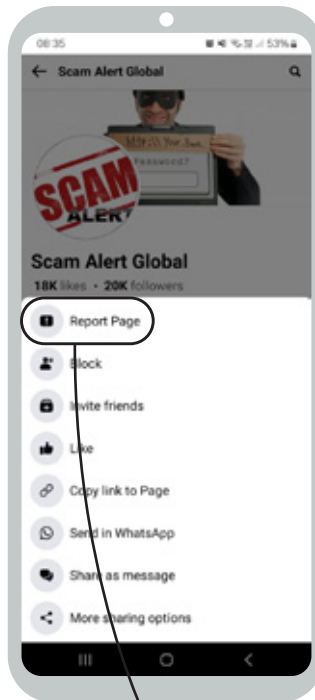 08:35
53%
Scam Alert Global
Password?
SCAM
ALERT
Scam Alert Global
18K likes • 20K followers
Report Page
Block
Invite friends
Like
Copy link to Page
Send in WhatsApp
Share as message
More sharing options